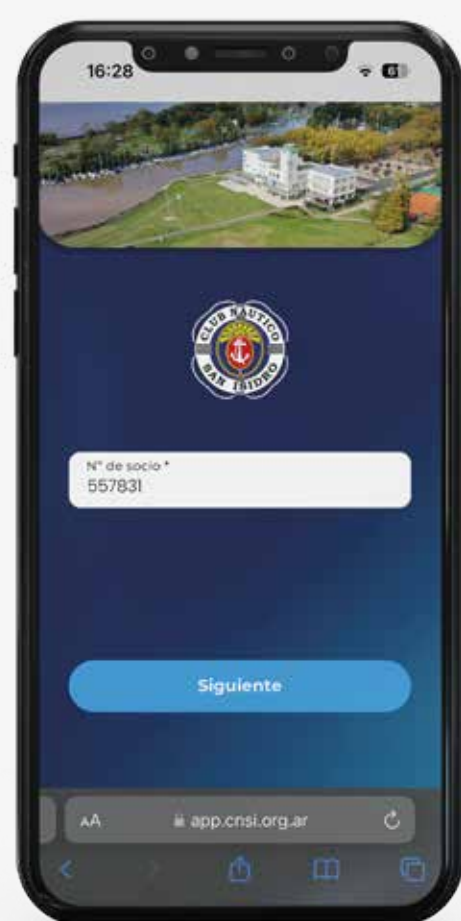 16:28
CLUB NAUTICO
SAN ISIDRO
N° de socio *
557831
Siguiente
AA
app.cnsi.org.ar